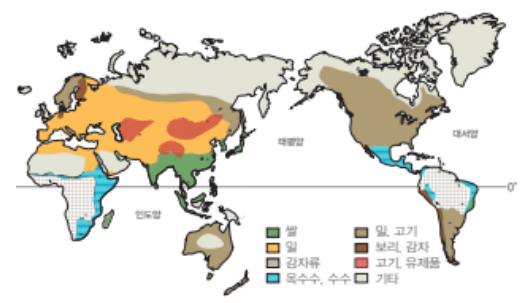 태평양
대서양
0°
인도양
쌀
밀
감자류
옥수수, 수수
밀, 고기
보리, 감자
고기, 유제품
기타